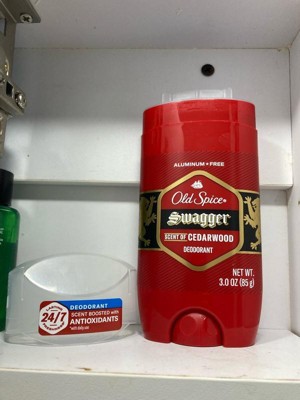 ALUMINUM FREE
Old Spice
Swagger
SCENT OF CEDARWOOD
DEODORANT
NET WT.
3.0 OZ (85g)
24/7
DEODORANT
SCENT BOOSTED with
ANTIOXIDANTS